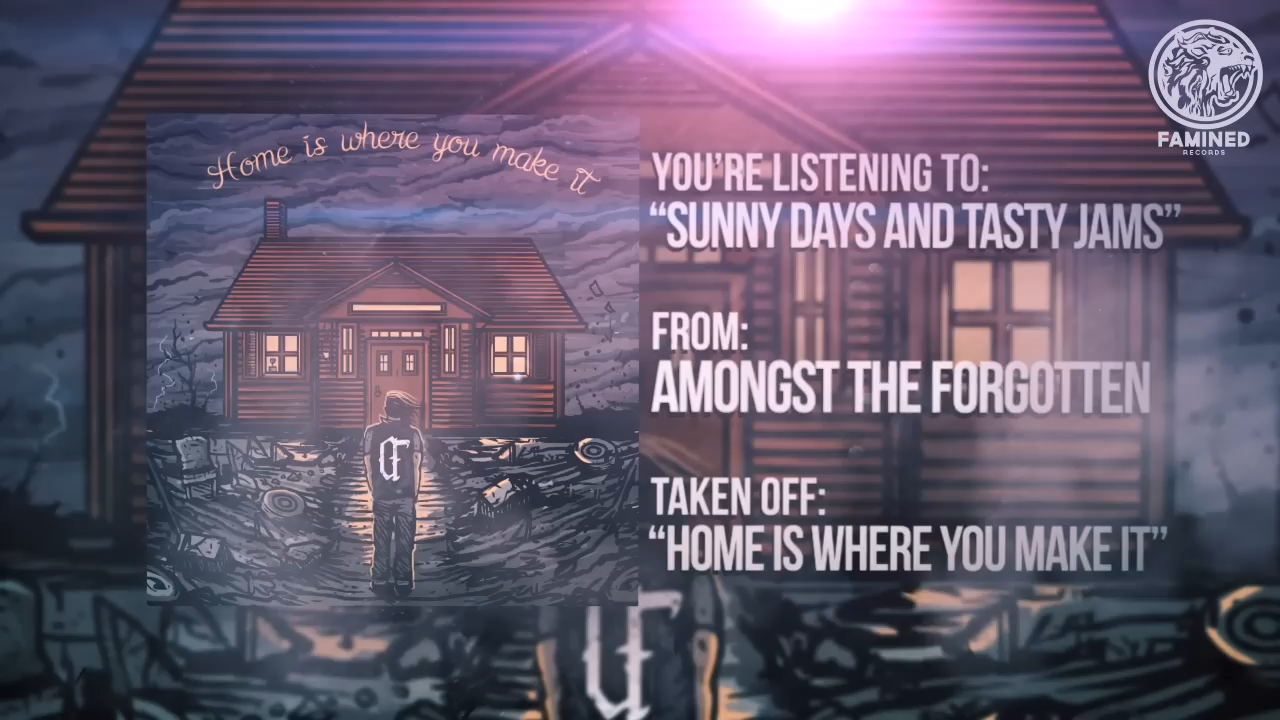 FAMINED
RECORDS
Home is where you make it
YOU'RE LISTENING TO:
“SUNNY DAYS AND TASTY JAMS”
FROM:
AMONGST THE FORGOTTEN
TAKEN OFF:
“HOME IS WHERE YOU MAKE IT”